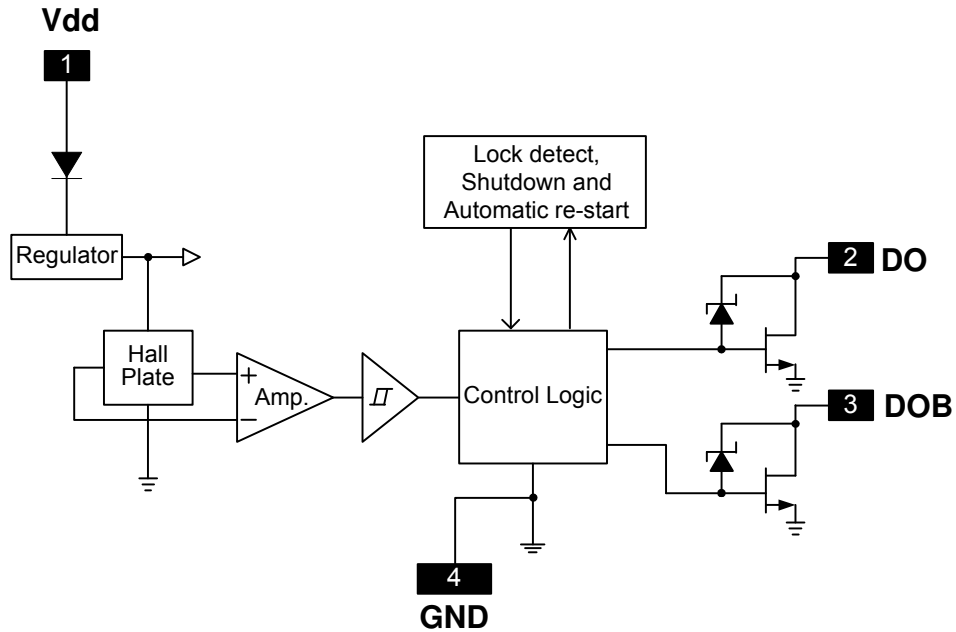 Vdd
1
Lock detect,
Shutdown and
Automatic re-start
Regulator
2 DO
Hall
Plate
+
Amp.
−
Control Logic
3 DOB
4
GND